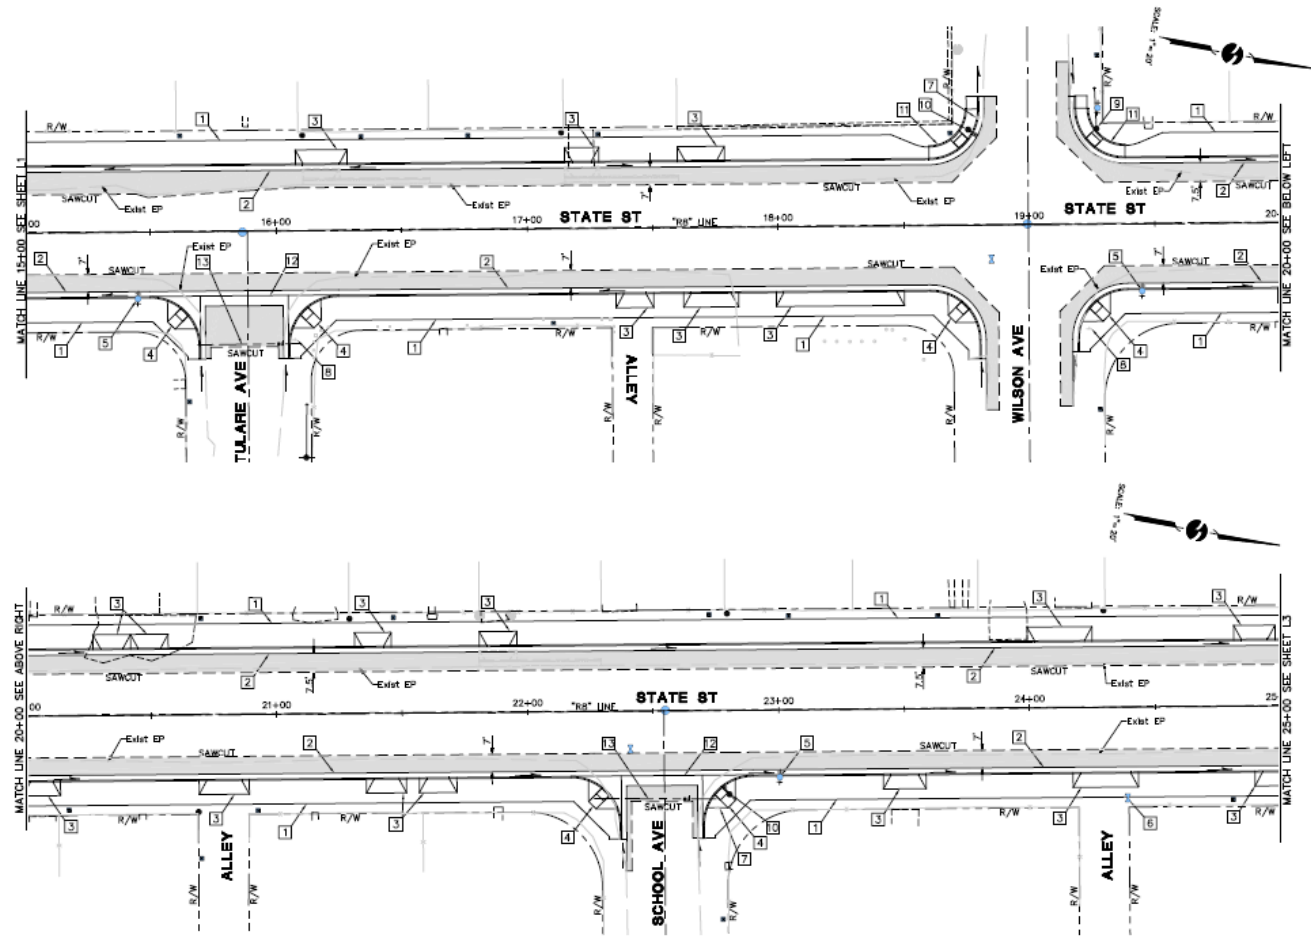 SCALE: 1"=20'
R/W
R/W
7
10
11
9
11
1
R/W
1
3
3
3
R/W
MATCH LINE 15+00 SEE SHEET L1
SAWCUT
Exist EP
2
Exist EP
7'
SAWCUT
Exist EP
Exist EP
7.5'
2
SAWCUT
MATCH LINE 20+00 SEE BELOW LEFT
00
16+00
17+00
STATE ST
"RB" LINE
18+00
19+00
STATE ST
20
2
7'
SAWCUT
Exist EP
13
12
Exist EP
2
7'
SAWCUT
Exist EP
5
7'
SAWCUT
2
R/W
1
5
4
SAWCUT
4
8
1
R/W
3
3
R/W
3
1
R/W
4
4
8
1
R/W
R/W
TULARE AVE
R/W
R/W
ALLEY
R/W
R/W
WILSON AVE
R/W
SCALE: 1"=20'
MATCH LINE 20+00 SEE ABOVE RIGHT
R/W
3
1
3
3
1
3
3
R/W
SAWCUT
2
7.5'
Exist EP
7.5'
2
SAWCUT
Exist EP
MATCH LINE 25+00 SEE SHEET L3
21+00
22+00
"RB" LINE
STATE ST
23+00
24+00
25
Exist EP
SAWCUT
2
7'
13
12
5
SAWCUT
7'
2
Exist EP
3
R/W
3
1
R/W
3
4
SAWCUT
10
4
7
1
3
R/W
3
6
3
R/W
R/W
ALLEY
R/W
R/W
SCHOOL AVE
R/W
R/W
ALLEY
R/W